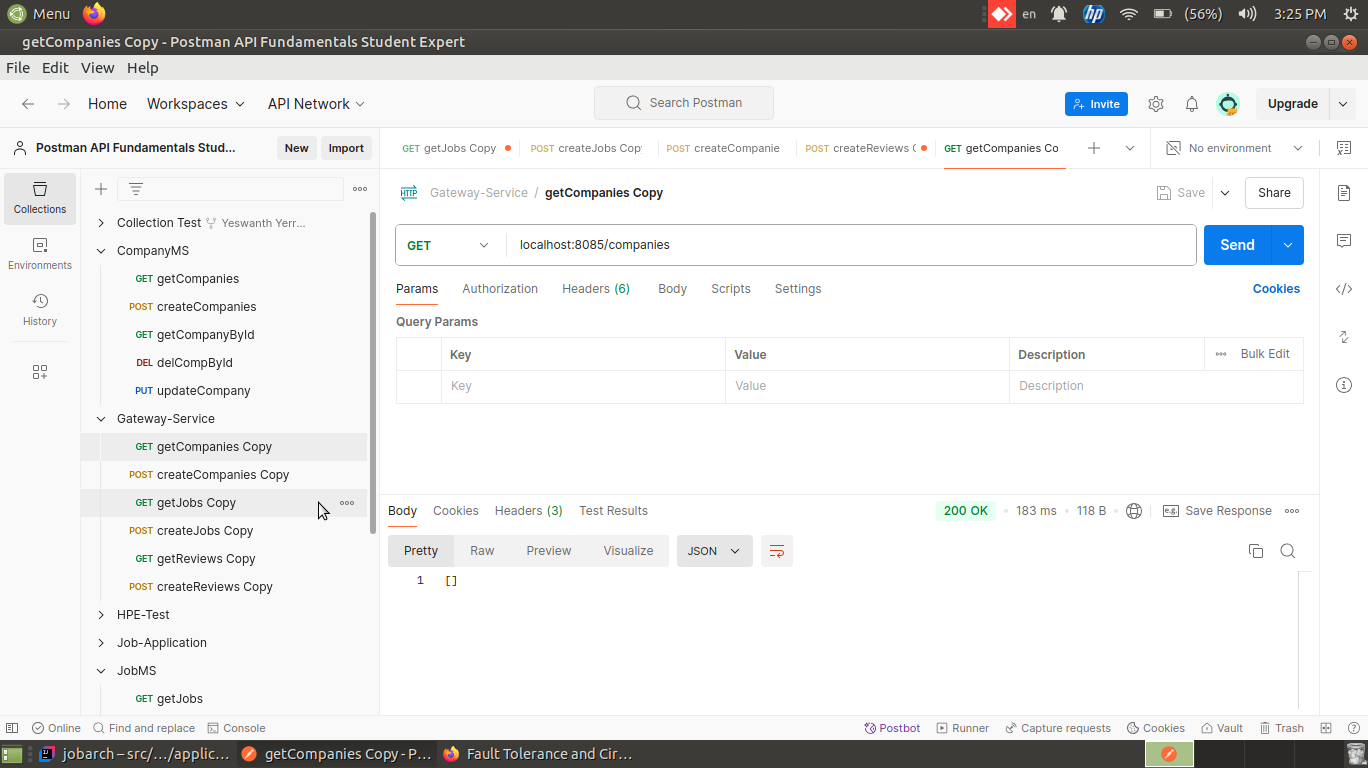 Menu en (56%) 3:25 PM
getCompanies Copy - Postman API Fundamentals Student Expert
File Edit View Help
Home Workspaces API Network Search Postman Invite Upgrade
Postman API Fundamentals Stud... New Import
GET getJobs Copy POST createJobs Cop POST createCompanie POST createReviews C GET getCompanies Co No environment
Collections
Environments
History
Collection Test Yeswanth Yerr...
CompanyMS
GET getCompanies
POST createCompanies
GET getCompanyById
DEL delCompById
PUT updateCompany
Gateway-Service
GET getCompanies Copy
POST createCompanies Copy
GET getJobs Copy
POST createJobs Copy
GET getReviews Copy
POST createReviews Copy
HPE-Test
Job-Application
JobMS
GET getJobs
HTTP Gateway-Service / getCompanies Copy Save Share
GET localhost:8085/companies Send
Params Authorization Headers (6) Body Scripts Settings Cookies
Query Params
Key Value Description Bulk Edit
Key Value Description
Body Cookies Headers (3) Test Results 200 OK 183 ms 118 B e.g. Save Response
Pretty Raw Preview Visualize JSON
1 []
Online Find and replace Console Postbot Runner Capture requests Cookies Vault Trash
jobarch – src/.../applic... getCompanies Copy - P... Fault Tolerance and Cir...